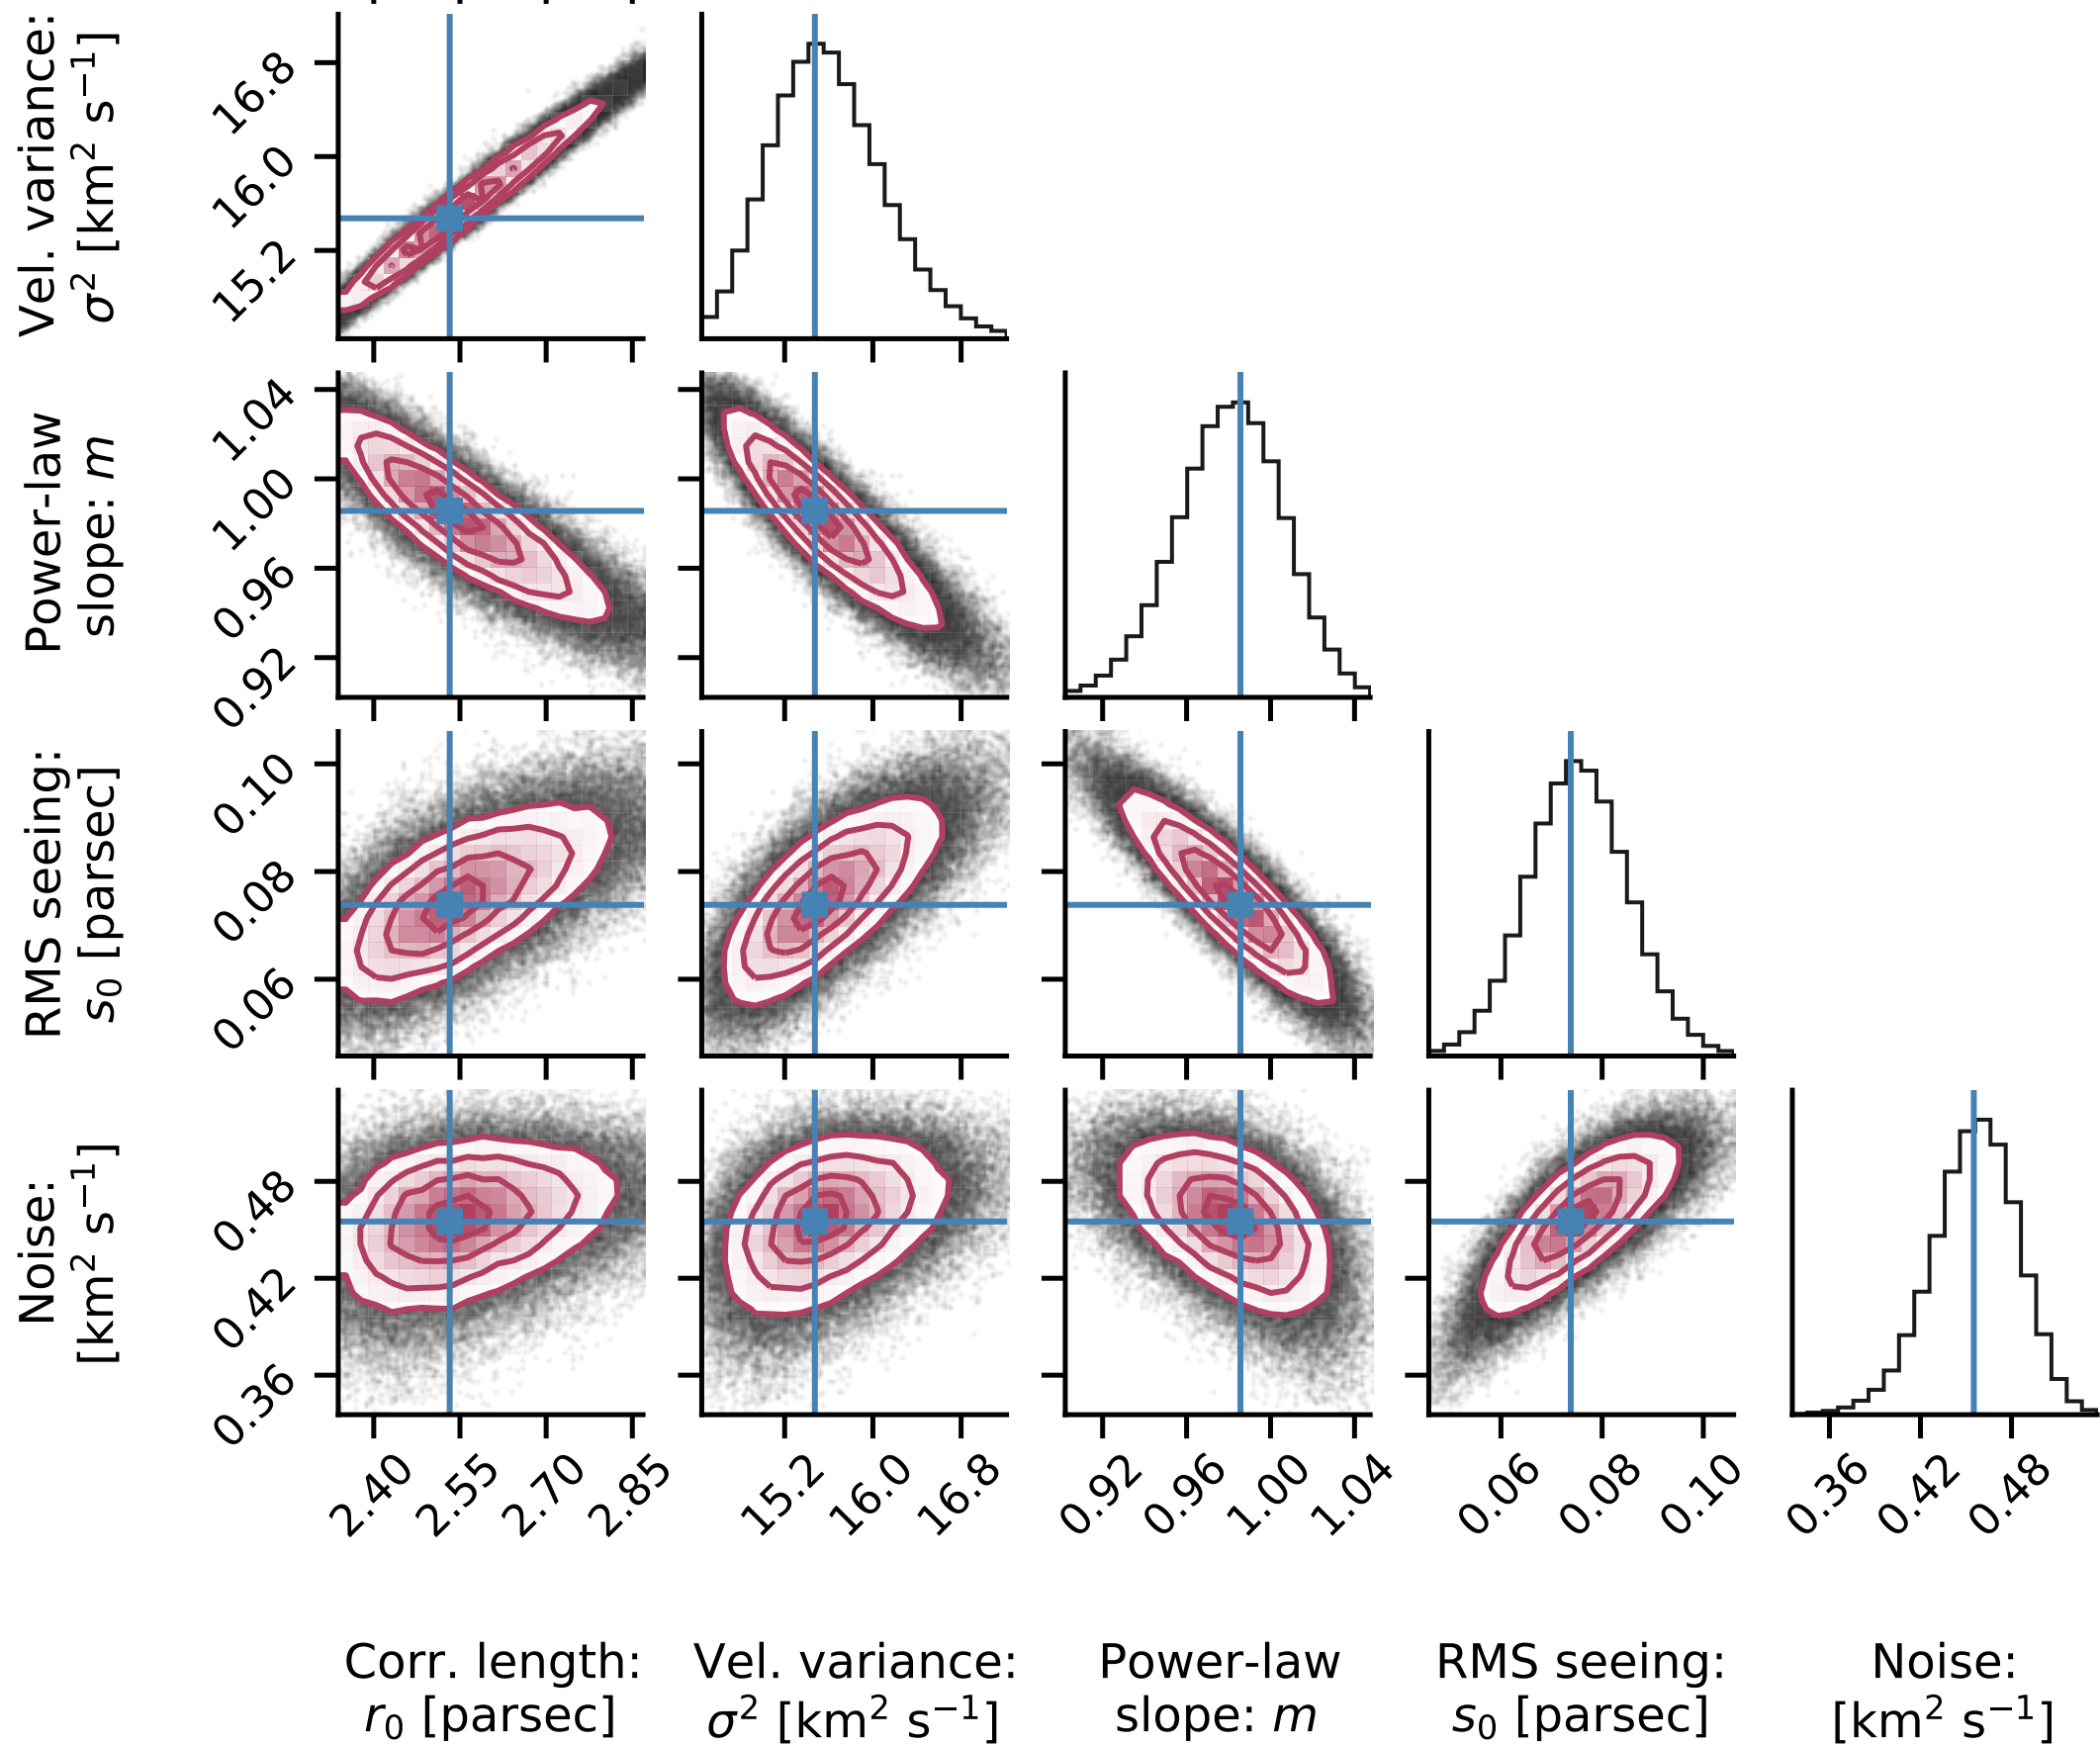 Vel. variance:
σ² [km² s⁻¹]
16.8
16.0
15.2
Power-law
slope: m
1.04
1.00
0.96
0.92
RMS seeing:
s₀ [parsec]
0.10
0.08
0.06
Noise:
[km² s⁻¹]
0.48
0.42
0.36
2.40 2.55 2.70 2.85 15.2 16.0 16.8 0.92 0.96 1.00 1.04 0.06 0.08 0.10 0.36 0.42 0.48
Corr. length: Vel. variance: Power-law RMS seeing: Noise:
r₀ [parsec] σ² [km² s⁻¹] slope: m s₀ [parsec] [km² s⁻¹]